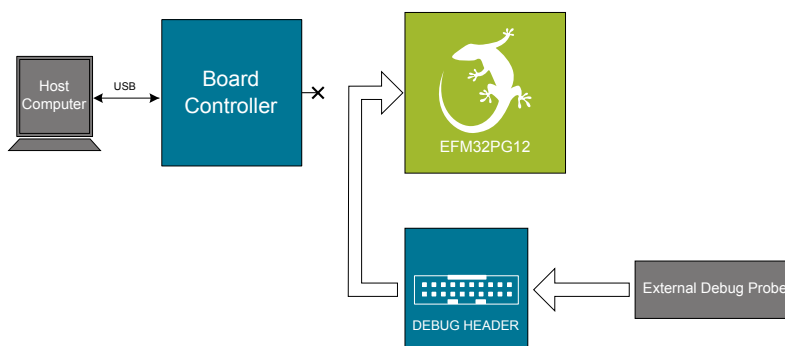 Host
Computer
USB
Board
Controller
EFM32PG12
DEBUG HEADER
External Debug Probe